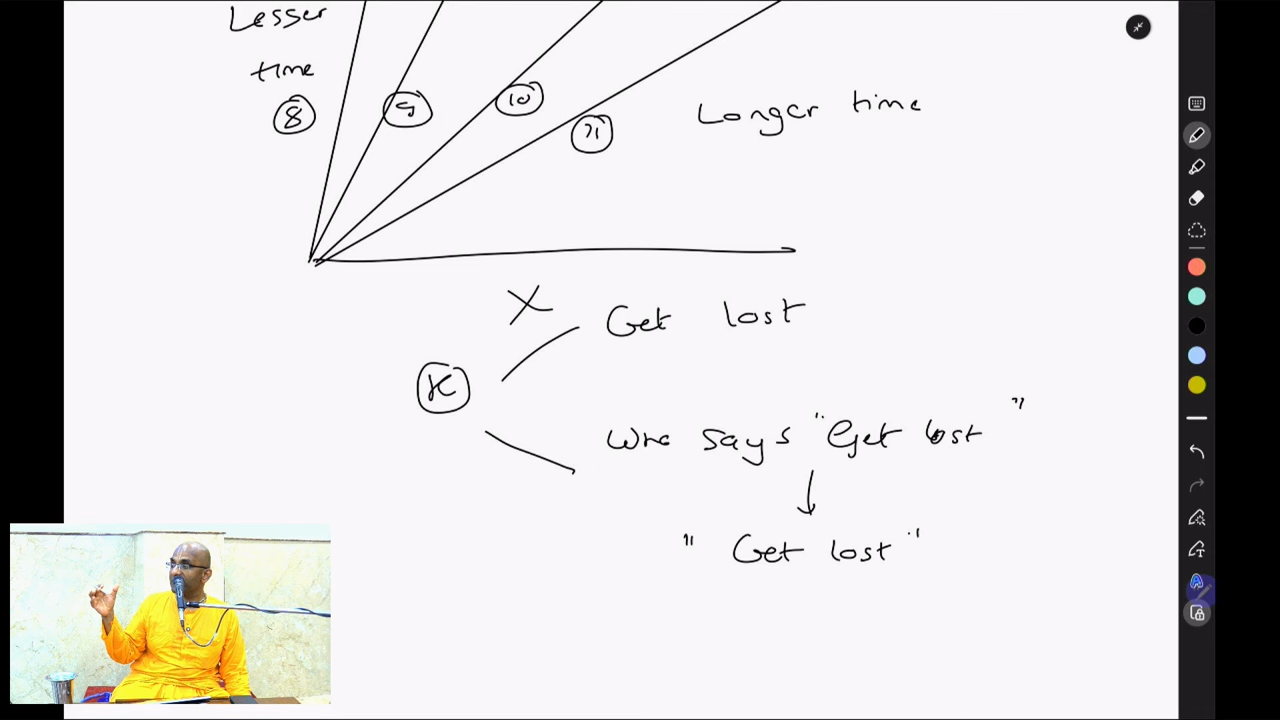 Lesser
time
8
9
10
11
Longer time
X
Get lost
K
who says "Get lost"
"Get lost"